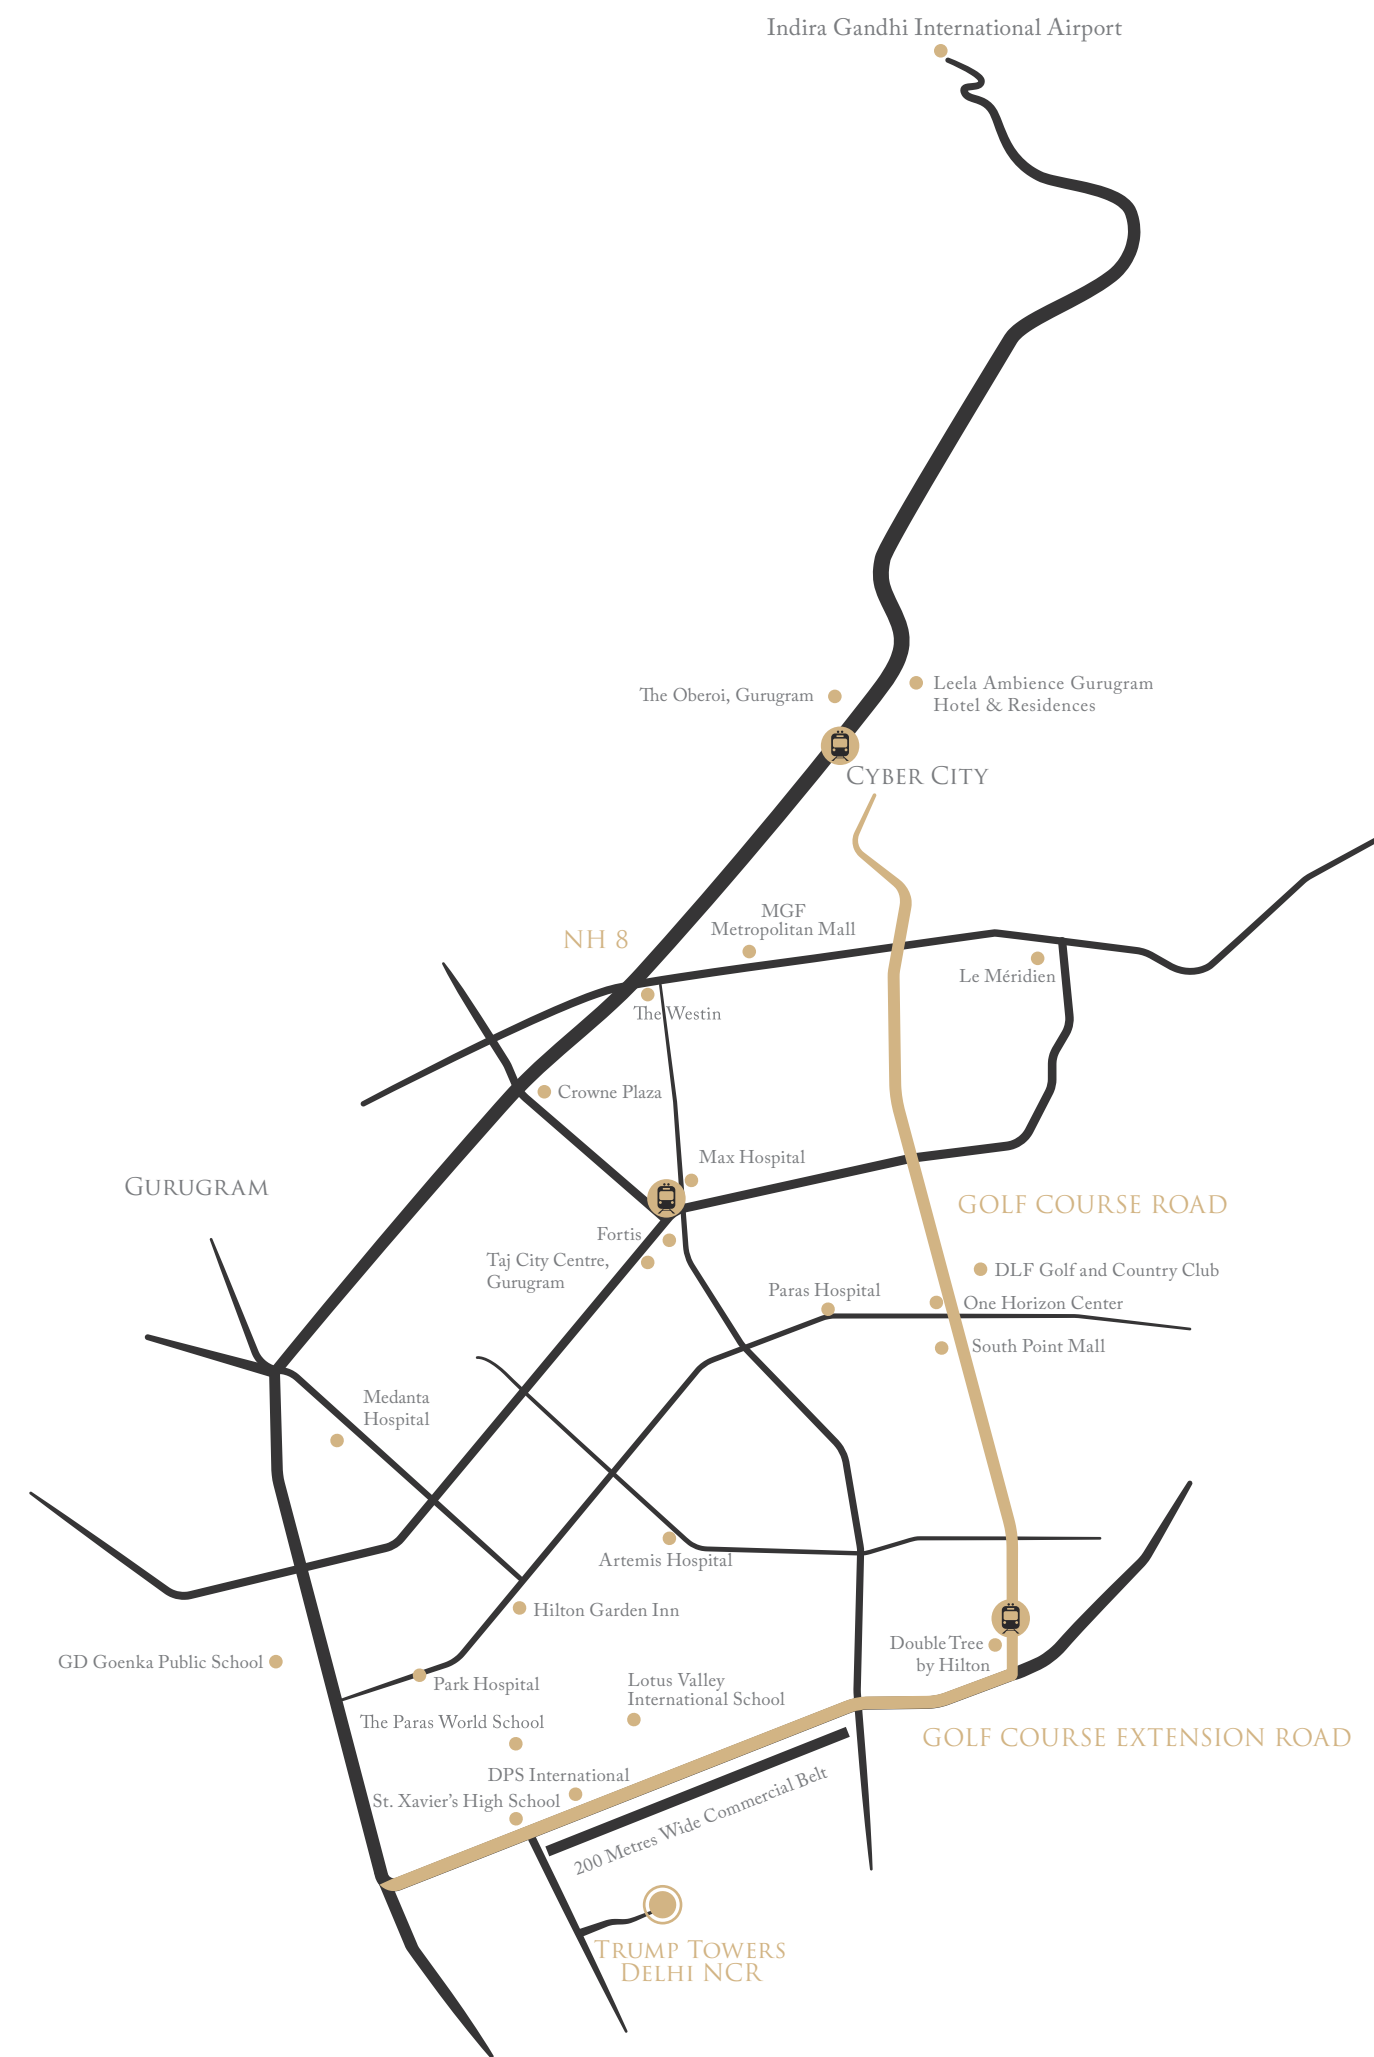 Indira Gandhi International Airport
The Oberoi, Gurugram
Leela Ambience Gurugram
Hotel & Residences
CYBER CITY
MGF
Metropolitan Mall
NH 8
Le Méridien
The Westin
Crowne Plaza
Max Hospital
GURUGRAM
GOLF COURSE ROAD
Fortis
Taj City Centre,
Gurugram
DLF Golf and Country Club
Paras Hospital
One Horizon Center
South Point Mall
Medanta
Hospital
Artemis Hospital
Hilton Garden Inn
Double Tree
by Hilton
GD Goenka Public School
Park Hospital
Lotus Valley
International School
The Paras World School
GOLF COURSE EXTENSION ROAD
DPS International
St. Xavier's High School
200 Metres Wide Commercial Belt
TRUMP TOWERS
DELHI NCR